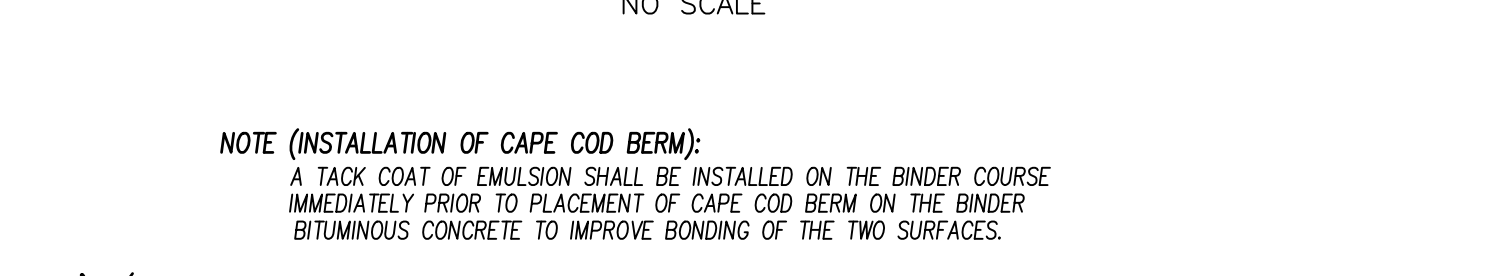 NO SCALE
NOTE (INSTALLATION OF CAPE COD BERM):
A TACK COAT OF EMULSION SHALL BE INSTALLED ON THE BINDER COURSE
IMMEDIATELY PRIOR TO PLACEMENT OF CAPE COD BERM ON THE BINDER
BITUMINOUS CONCRETE TO IMPROVE BONDING OF THE TWO SURFACES.